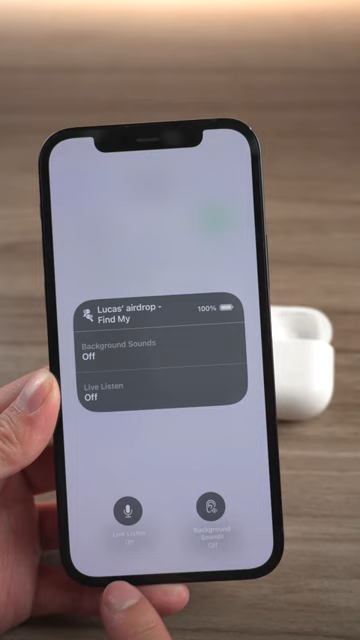 Lucas' airdrop -
Find My
100%
Background Sounds
Off
Live Listen
Off
Live Listen
Off
Background
Sounds
Off